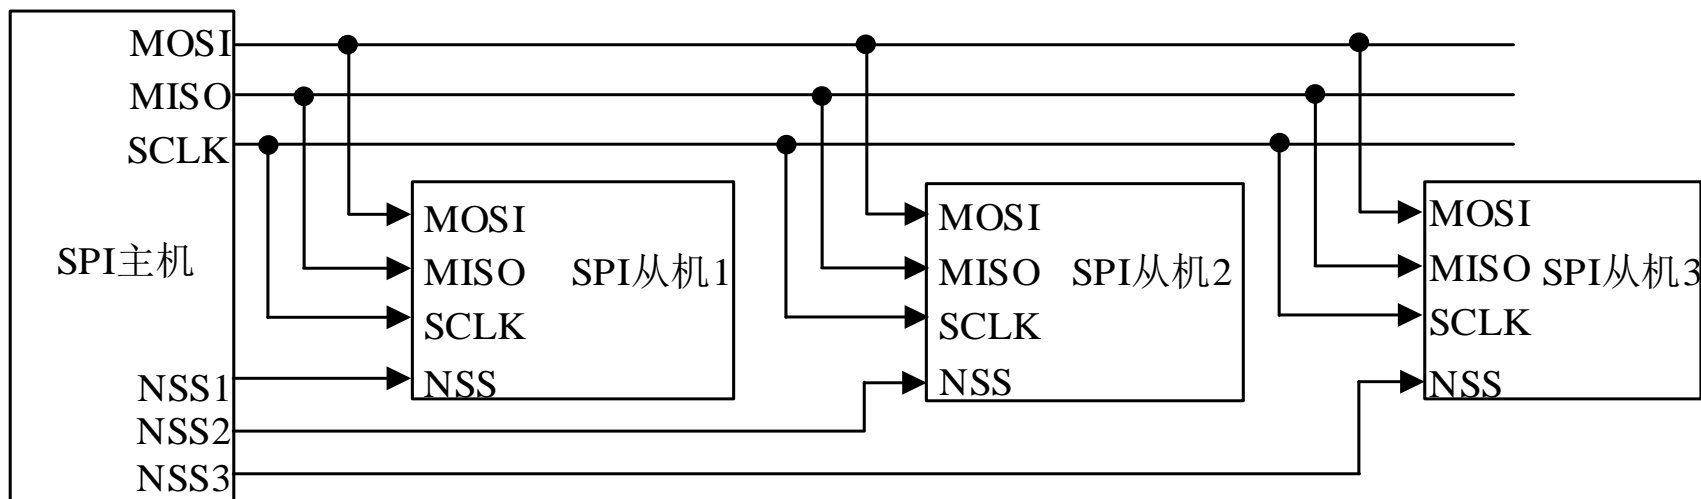 MOSI
MISO
SCLK
SPI主机
NSS1
NSS2
NSS3
MOSI
MISO
SCLK
NSS
SPI从机1
MOSI
MISO
SCLK
NSS
SPI从机2
MOSI
MISO
SCLK
NSS
SPI从机3